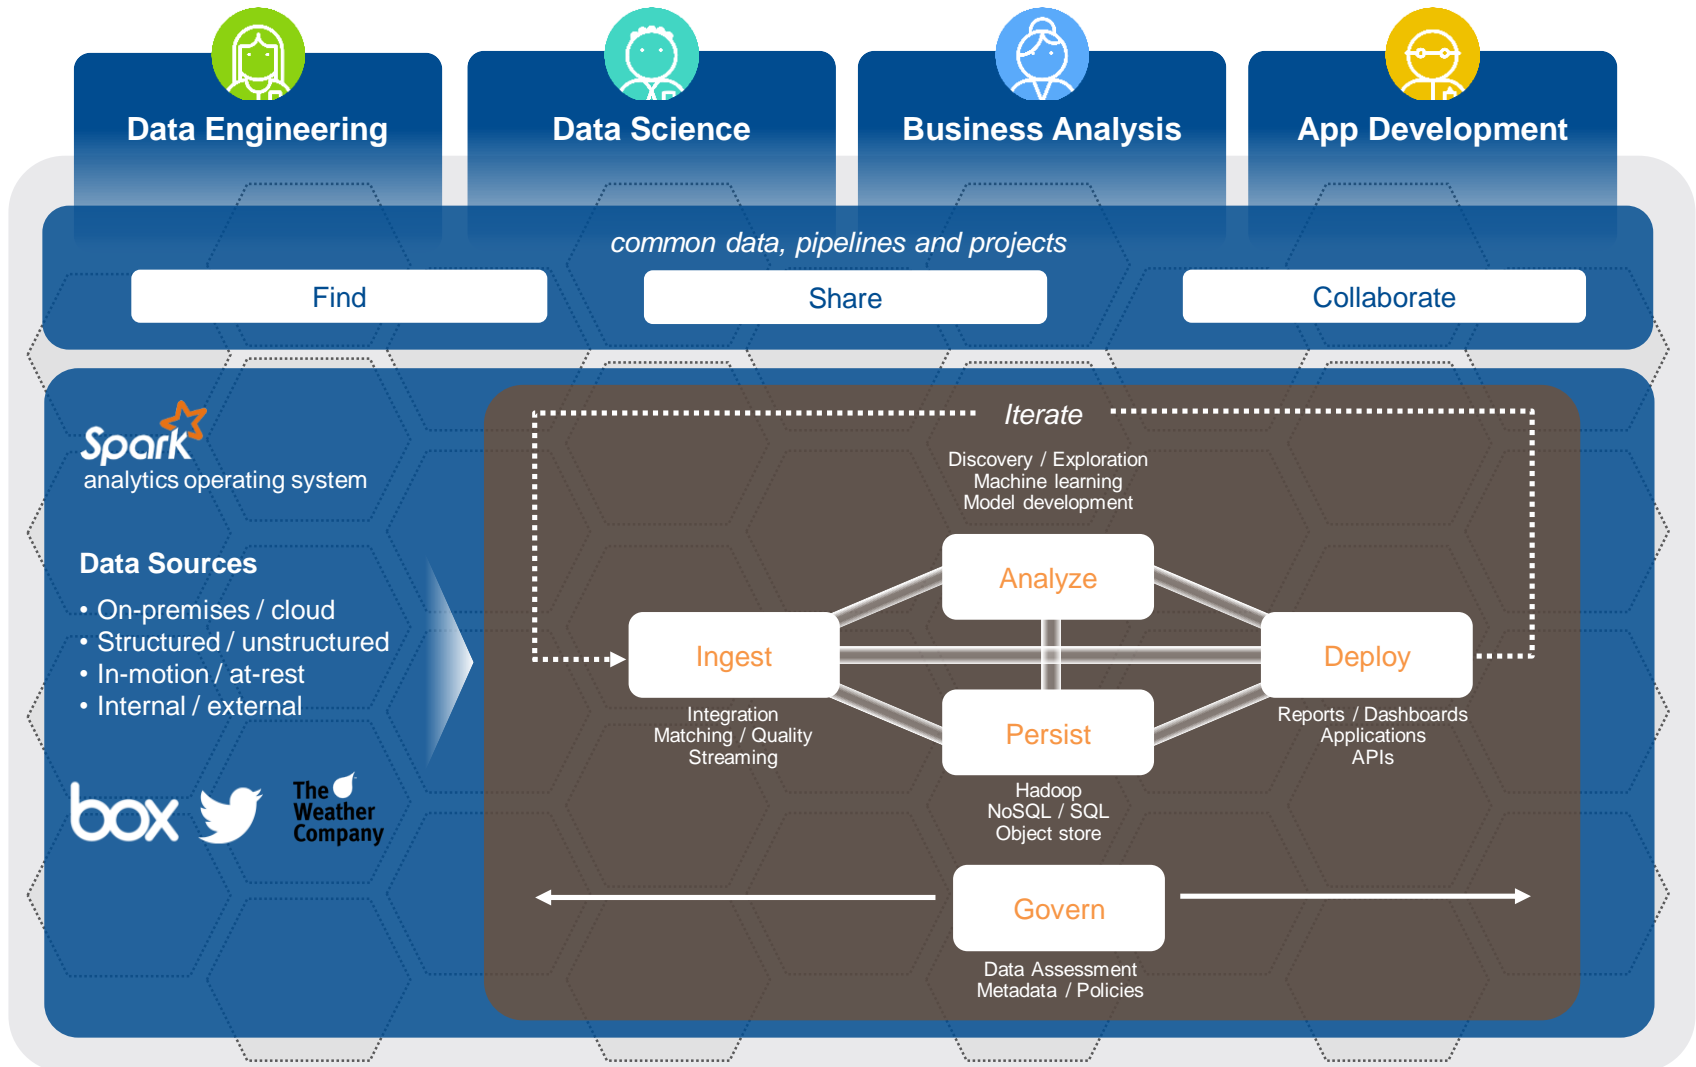 Data Engineering
Data Science
Business Analysis
App Development
common data, pipelines and projects
Find
Share
Collaborate
Spark
analytics operating system
Data Sources
• On-premises / cloud
• Structured / unstructured
• In-motion / at-rest
• Internal / external
box
The
Weather
Company
Iterate
Discovery / Exploration
Machine learning
Model development
Analyze
Ingest
Integration
Matching / Quality
Streaming
Persist
Hadoop
NoSQL / SQL
Object store
Deploy
Reports / Dashboards
Applications
APIs
Govern
Data Assessment
Metadata / Policies